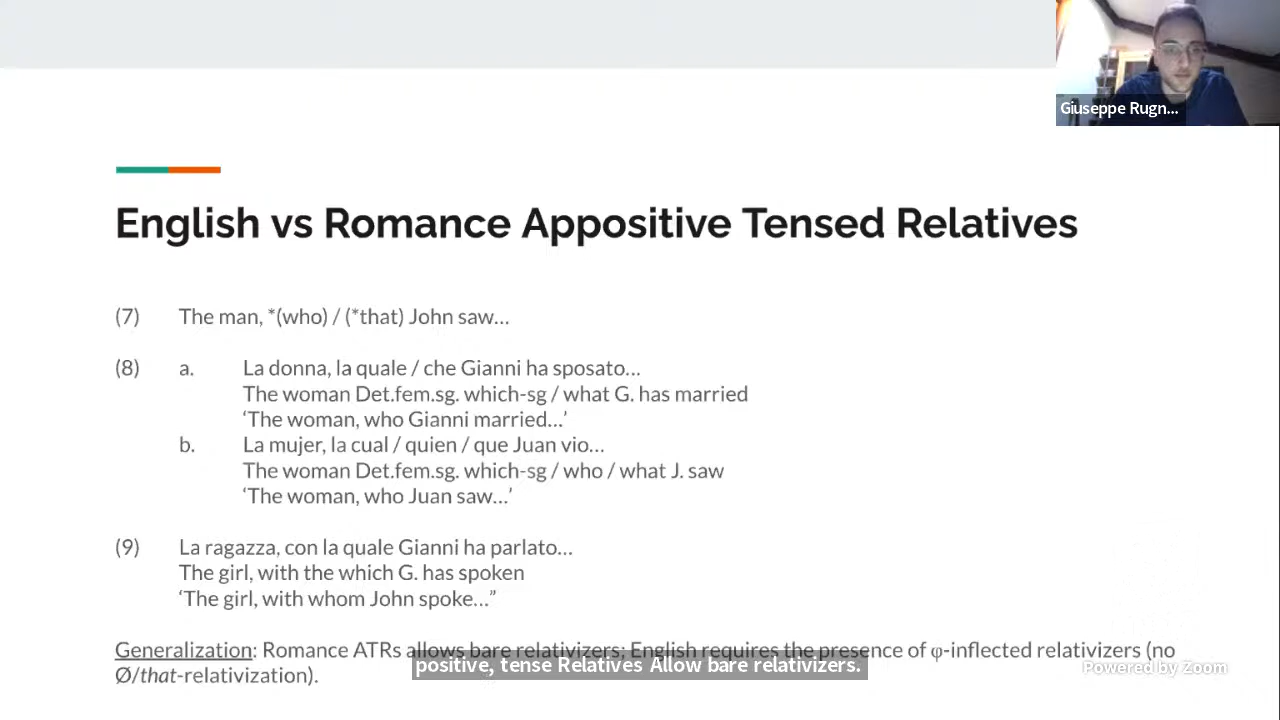 Giuseppe Rugn...
English vs Romance Appositive Tensed Relatives
(7) The man, *(who) / (*that) John saw…
(8) a. La donna, la quale / che Gianni ha sposato…
The woman Det.fem.sg. which-sg / what G. has married
‘The woman, who Gianni married…’
b. La mujer, la cual / quien / que Juan vio…
The woman Det.fem.sg. which-sg / who / what J. saw
‘The woman, who Juan saw…’
(9) La ragazza, con la quale Gianni ha parlato…
The girl, with the which G. has spoken
‘The girl, with whom John spoke…”
Generalization: Romance ATRs allows bare relativizers; English requires the presence of φ-inflected relativizers (no
Ø/that-relativization).
positive, tense Relatives Allow bare relativizers.
Powered by Zoom